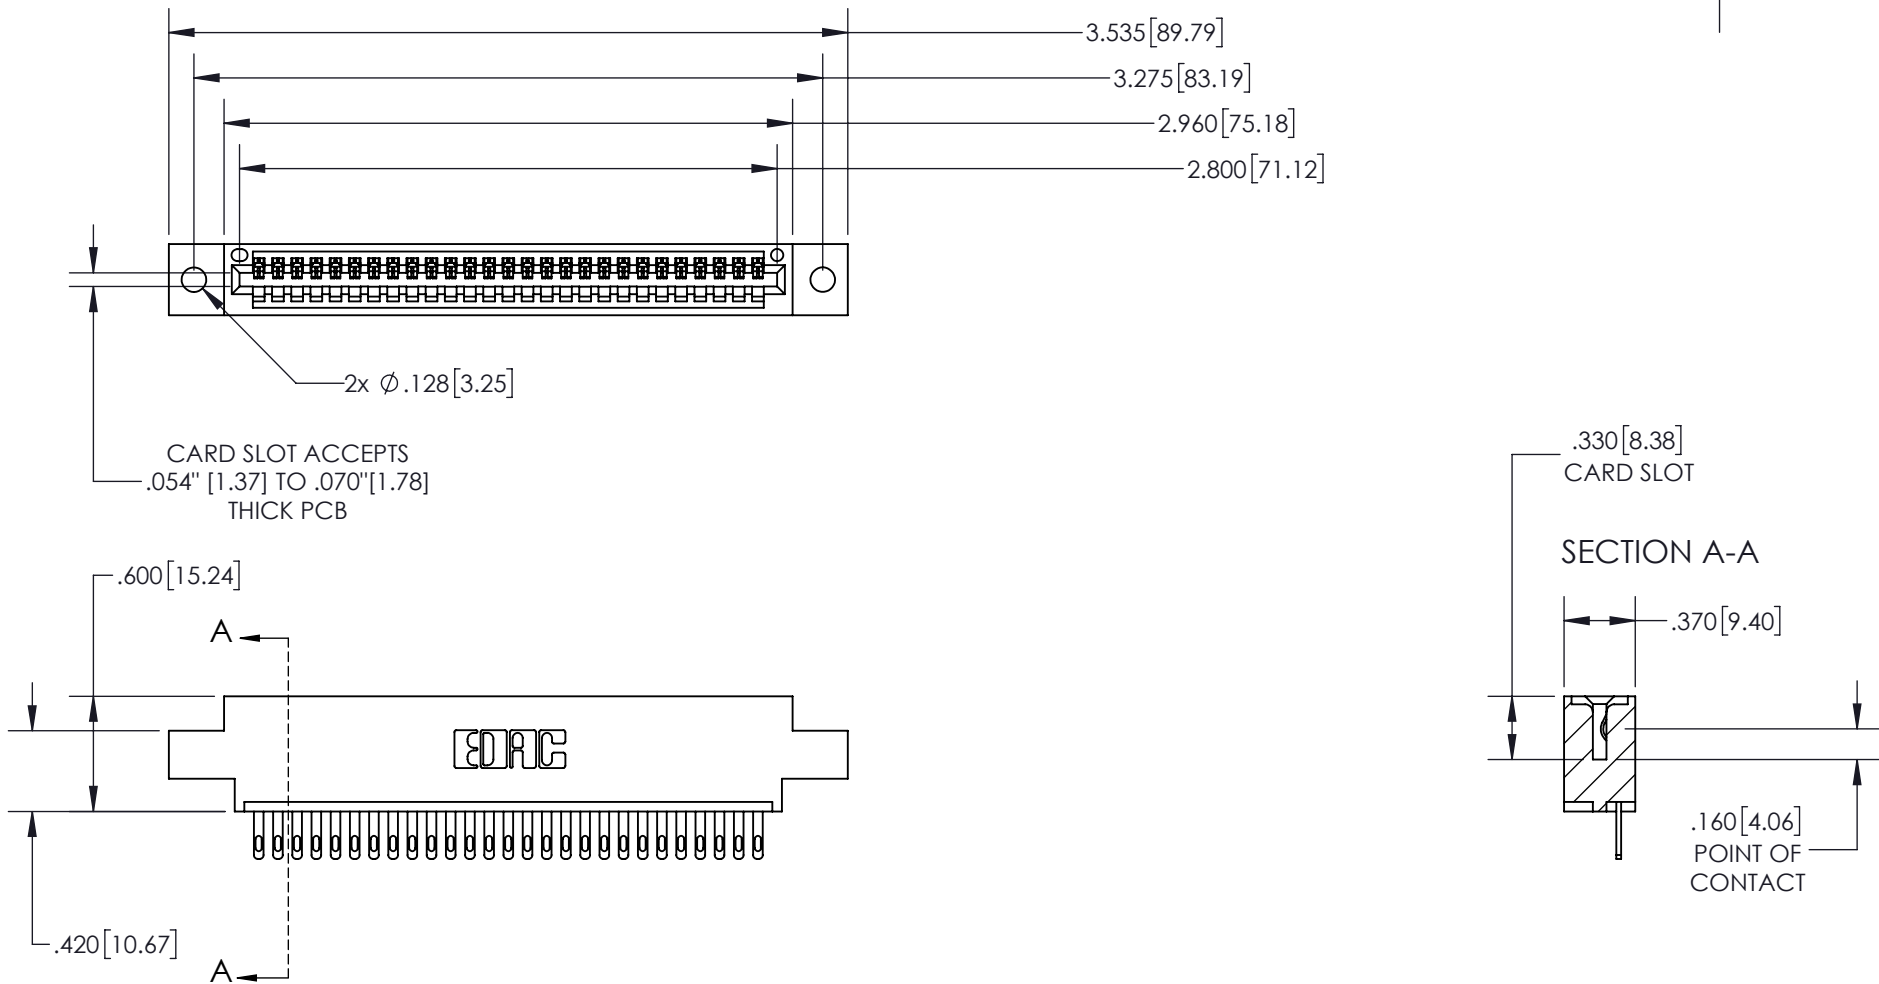 3.535[89.79]
3.275[83.19]
2.960[75.18]
2.800[71.12]
2x ∅.128[3.25]
CARD SLOT ACCEPTS
.054" [1.37] TO .070"[1.78]
THICK PCB
.330[8.38]
CARD SLOT
SECTION A-A
.600[15.24]
A
.370[9.40]
EDAC
.160[4.06]
POINT OF
CONTACT
.420[10.67]
A